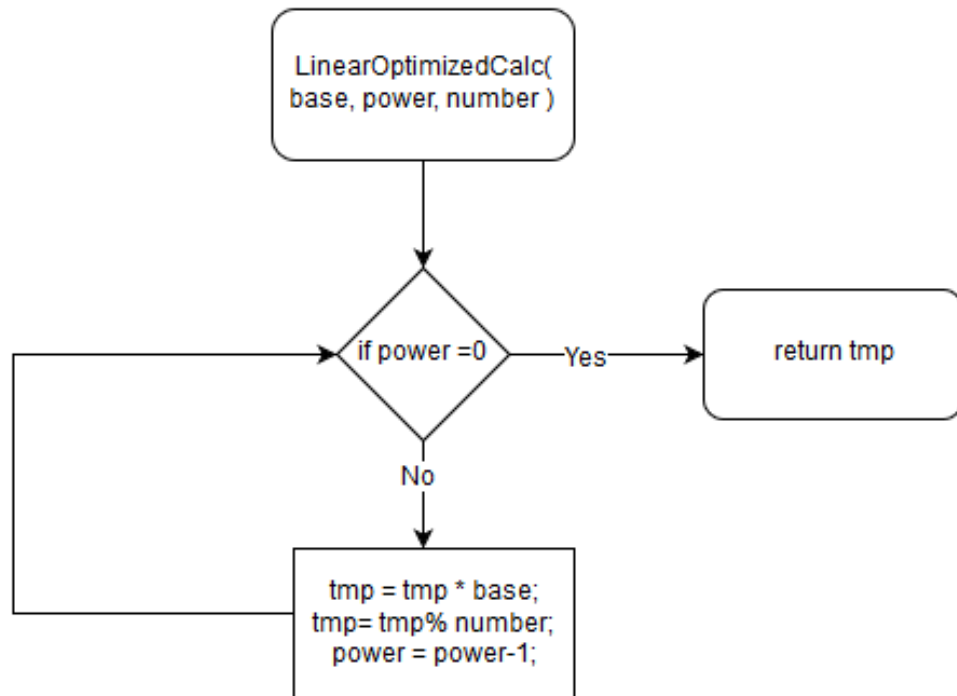 LinearOptimizedCalc(
base, power, number )
if power =0
Yes
return tmp
No
tmp = tmp * base;
tmp= tmp% number;
power = power-1;